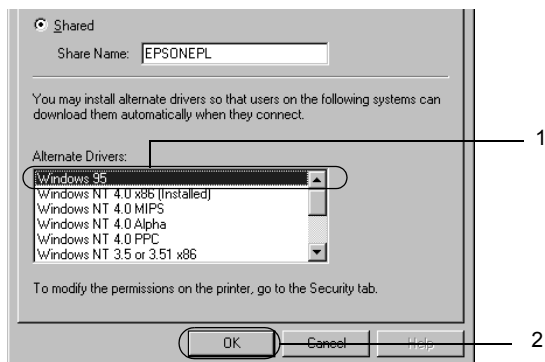 Shared
Share Name: EPSONEPL
You may install alternate drivers so that users on the following systems can
download them automatically when they connect.
1
Alternate Drivers:
Windows 95
Windows NT 4.0 x86 (Installed)
Windows NT 4.0 MIPS
Windows NT 4.0 Alpha
Windows NT 4.0 PPC
Windows NT 3.5 or 3.51 x86
To modify the permissions on the printer, go to the Security tab.
OK Cancel Help 2